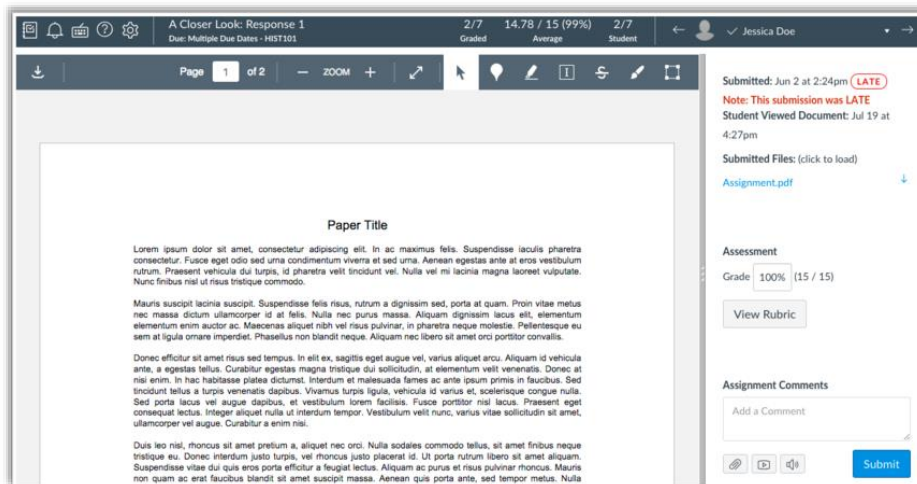 A Closer Look: Response 1
Due: Multiple Due Dates - HIST101
2/7
Graded
14.78 / 15 (99%)
Average
2/7
Student
Jessica Doe
Page 1 of 2
ZOOM
Submitted: Jun 2 at 2:24pm LATE
Note: This submission was LATE
Student Viewed Document: Jul 19 at
4:27pm
Submitted Files: (click to load)
Assignment.pdf
Assessment
Grade 100% (15 / 15)
View Rubric
Assignment Comments
Add a Comment
Submit
Paper Title
Lorem ipsum dolor sit amet, consectetur adipiscing elit. In ac maximus felis. Suspendisse iaculis pharetra
consectetur. Fusce eget odio sed urna condimentum viverra et sed urna. Aenean egestas ante at eros vestibulum
rutrum. Praesent vehicula dui turpis, id pharetra velit tincidunt vel. Nulla vel mi lacinia magna laoreet vulputate.
Nunc finibus nisl ut risus tristique commodo.
Mauris suscipit lacinia suscipit. Suspendisse felis risus, rutrum a dignissim sed, porta at quam. Proin vitae metus
nec massa dictum ullamcorper id at felis. Nulla nec purus massa. Aliquam dignissim lacus elit, elementum
elementum enim auctor ac. Maecenas aliquet nibh vel risus pulvinar, in pharetra neque molestie. Pellentesque eu
sem at ligula ornare imperdiet. Phasellus non blandit neque. Aliquam nec libero sit amet orci porttitor convallis.
Donec efficitur sit amet risus sed tempus. In elit ex, sagittis eget augue vel, varius aliquet arcu. Aliquam id vehicula
ante, a egestas tellus. Curabitur egestas magna tristique dui sollicitudin, at elementum velit venenatis. Donec at
nisi enim. In hac habitasse platea dictumst. Interdum et malesuada fames ac ante ipsum primis in faucibus. Sed
tincidunt tellus a turpis venenatis dapibus. Vivamus turpis ligula, vehicula id varius et, scelerisque congue nulla.
Sed porta lacus vel augue dapibus, et vestibulum lorem facilisis. Fusce porttitor nisl lacus. Praesent eget
consequat lectus. Integer aliquet nulla ut interdum tempor. Vestibulum velit nunc, varius vitae sollicitudin sit amet,
ullamcorper vel augue. Curabitur a enim nisi.
Duis leo nisl, rhoncus sit amet pretium a, aliquet nec orci. Nulla sodales commodo tellus, sit amet finibus neque
tristique eu. Donec interdum justo turpis, vel rhoncus justo placerat id. Ut porta rutrum libero sit amet aliquam.
Suspendisse vitae dui quis eros porta efficitur a feugiat lectus. Aliquam ac purus et risus pulvinar rhoncus. Mauris
non quam ac erat faucibus blandit sit amet suscipit massa. Aenean quis porta ante, sed tempor metus. Nulla